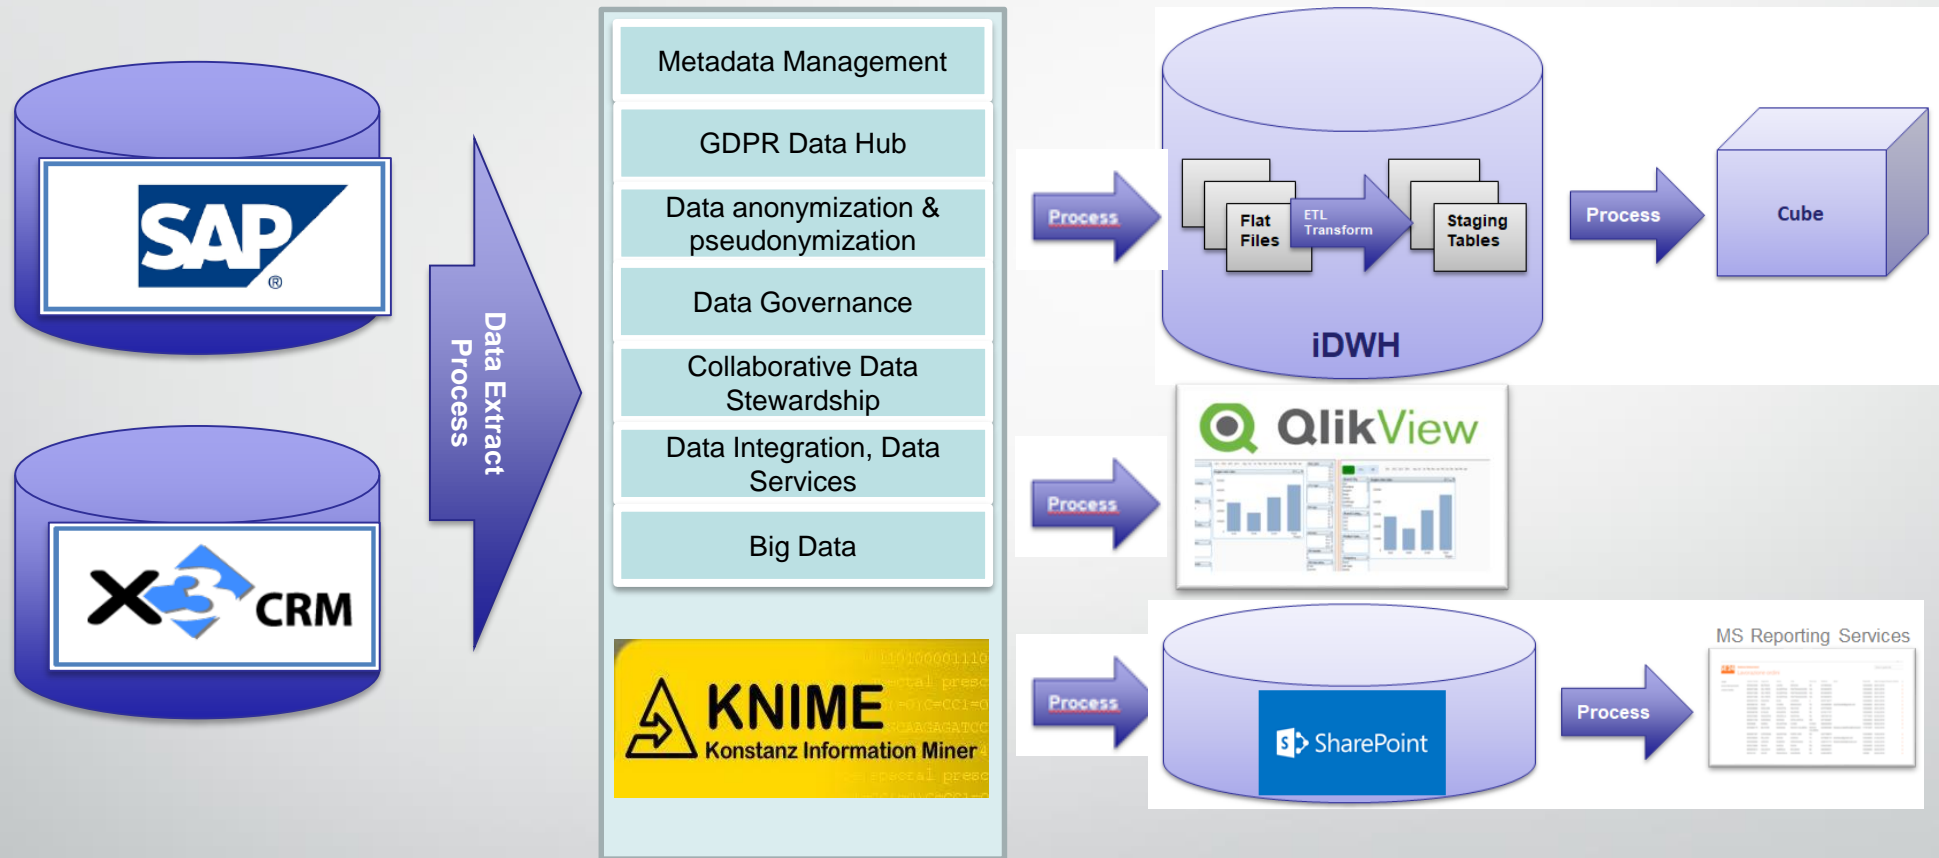 SAP
®
X3 CRM
Data Extract
Process
Metadata Management
GDPR Data Hub
Data anonymization &
pseudonymization
Data Governance
Collaborative Data
Stewardship
Data Integration, Data
Services
Big Data
KNIME
Konstanz Information Miner
Process
Flat
Files
ETL
Transform
Staging
Tables
iDWH
Process
Cube
Process
QlikView
Process
SharePoint
Process
MS Reporting Services